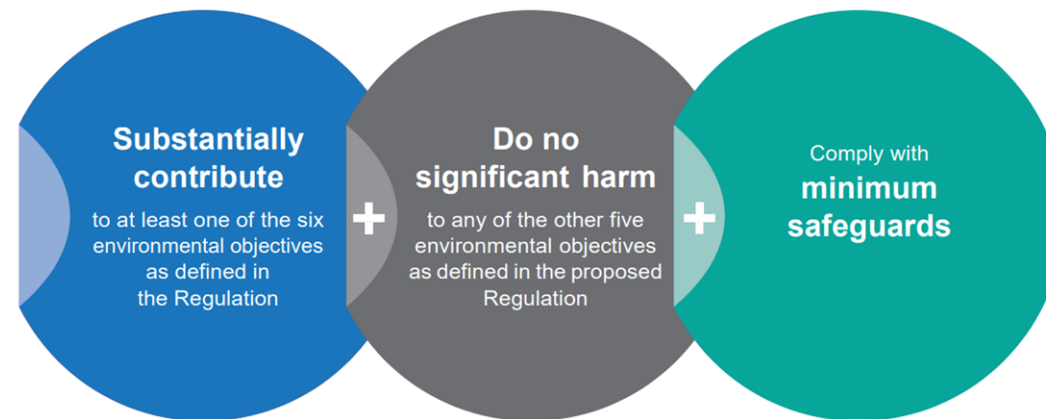 Substantially
contribute
to at least one of the six
environmental objectives
as defined in
the Regulation
+
Do no
significant harm
to any of the other five
environmental objectives
as defined in the proposed
Regulation
+
Comply with
minimum
safeguards